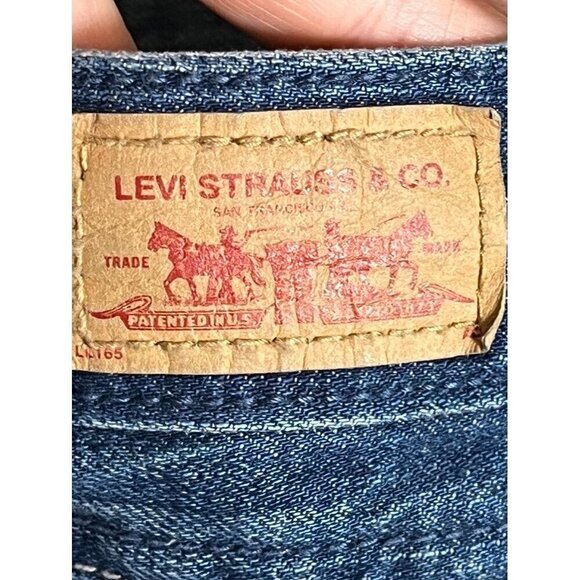 LEVI STRAUSS & CO.
SAN FRANCISCO
TRADE MARK
PATENTED IN U.S.